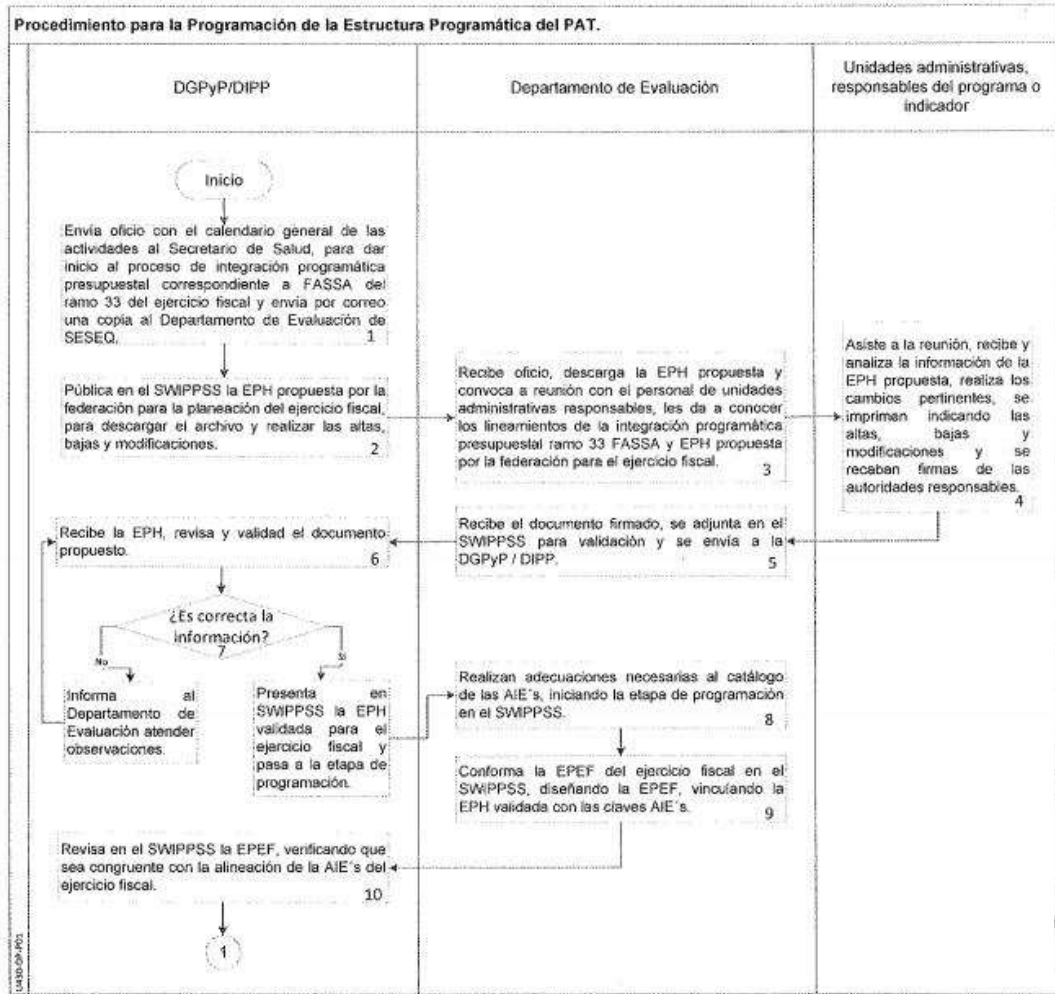 Procedimiento para la Programación de la Estructura Programática del PAT.
DGPyP/DIPP
Departamento de Evaluación
Unidades administrativas,
responsables del programa o
indicador
Inicio
Envía oficio con el calendario general de las
actividades al Secretario de Salud, para dar
inicio al proceso de integración programática
presupuestal correspondiente a FASSA del
ramo 33 del ejercicio fiscal y envía por correo
una copia al Departamento de Evaluación de
SESEQ.
1
Pública en el SWIPPSS la EPH propuesta por la
federación para la planeación del ejercicio fiscal,
para descargar el archivo y realizar las altas,
bajas y modificaciones.
2
Recibe oficio, descarga la EPH propuesta y
convoca a reunión con el personal de unidades
administrativas responsables, les da a conocer
los lineamientos de la integración programática
presupuestal ramo 33 FASSA y EPH propuesta
por la federación para el ejercicio fiscal.
3
Asiste a la reunión, recibe y
analiza la información de la
EPH propuesta, realiza los
cambios pertinentes, se
imprimen indicando las
altas, bajas y
modificaciones y se
recaban firmas de las
autoridades responsables.
4
Recibe el documento firmado, se adjunta en el
SWIPPSS para validación y se envía a la
DGPyP / DIPP.
5
Recibe la EPH, revisa y validad el documento
propuesto.
6
¿Es correcta la
información?
7
No
Si
Informa al
Departamento de
Evaluación atender
observaciones.
Presenta en
SWIPPSS la EPH
validada para el
ejercicio fiscal y
pasa a la etapa de
programación.
Realizan adecuaciones necesarias al catálogo
de las AIE´s, iniciando la etapa de programación
en el SWIPPSS.
8
Conforma la EPEF del ejercicio fiscal en el
SWIPPSS, diseñando la EPEF, vinculando la
EPH validada con las claves AIE´s.
9
Revisa en el SWIPPSS la EPEF, verificando que
sea congruente con la alineación de la AIE´s del
ejercicio fiscal.
10
1
U430-DP-P01